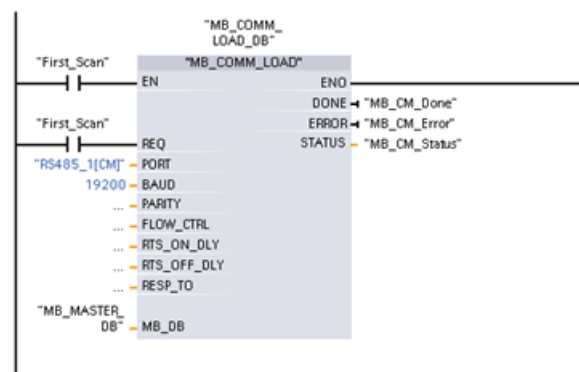 "MB_COMM_
LOAD_DB"
"First_Scan"
"MB_COMM_LOAD"
EN
ENO
DONE
"MB_CM_Done"
"First_Scan"
ERROR
"MB_CM_Error"
REQ
STATUS
"MB_CM_Status"
"RS485_1[CM]"
PORT
19200
BAUD
...
PARITY
...
FLOW_CTRL
...
RTS_ON_DLY
...
RTS_OFF_DLY
...
RESP_TO
"MB_MASTER_
DB"
MB_DB